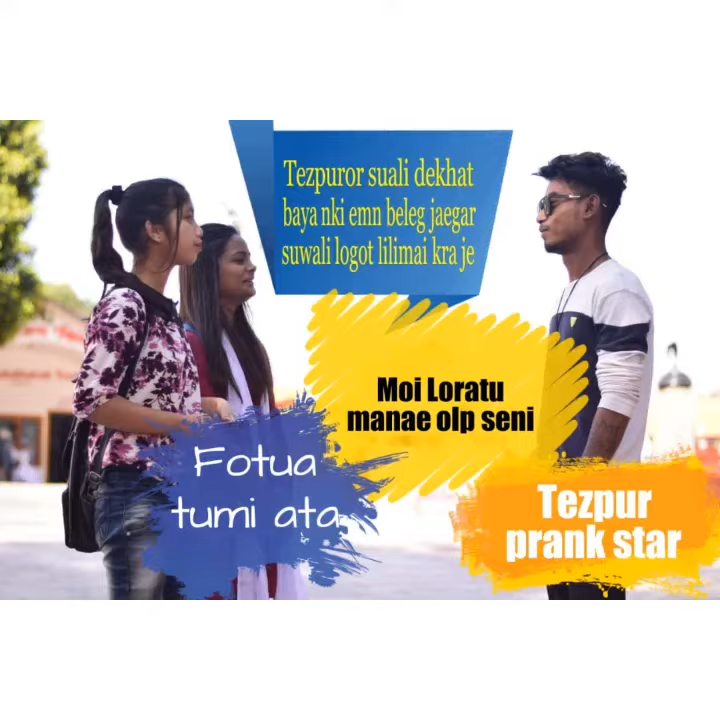 Tezpuror suali dekhat
baya nki emn beleg jaegar
suwali logot lilimai kra je
Moi Loratu
manae olp seni
Fotua
tumi ata
Tezpur
prank star